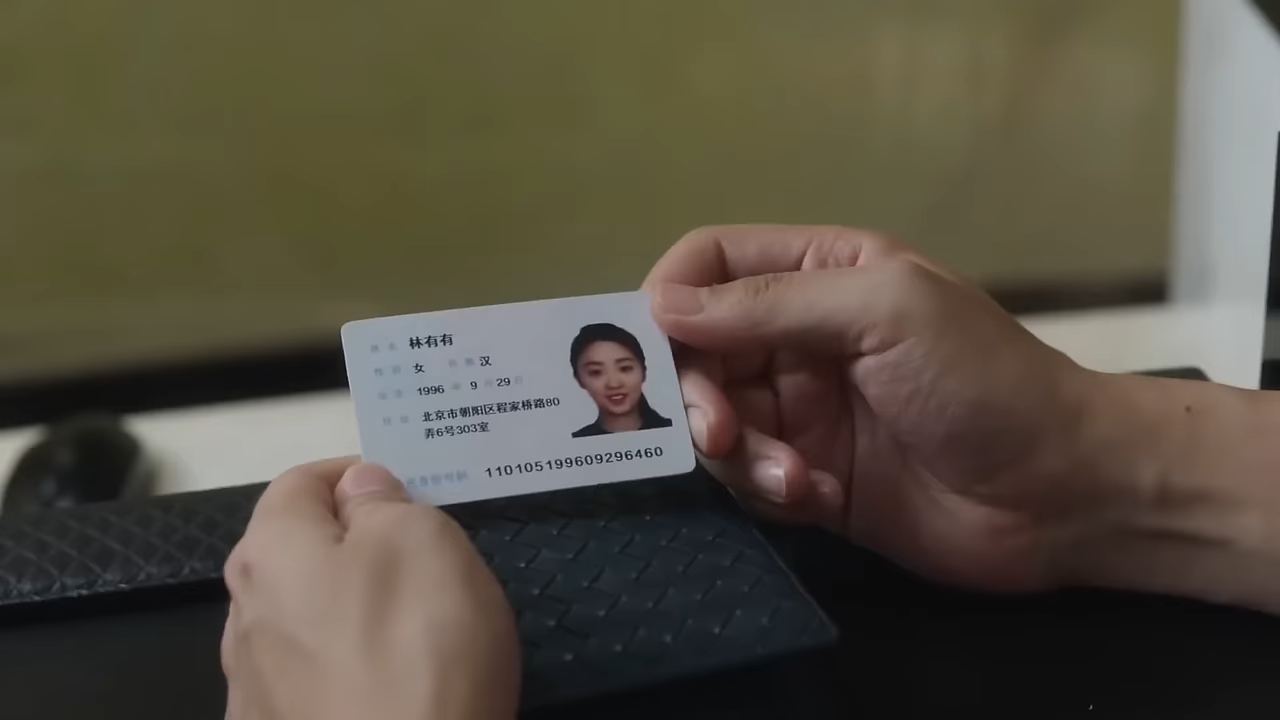 林有有
女 汉
1996 9 29
北京市朝阳区程家桥路80
弄6号303室
110105199609296460